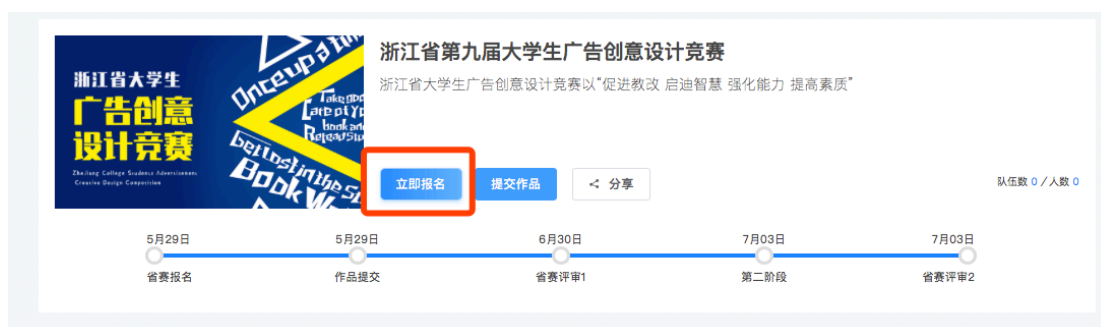 浙江省第九届大学生广告创意设计竞赛
浙江省大学生广告创意设计竞赛以"促进教改 启迪智慧 强化能力 提高素质"
浙江省大学生
广告创意
设计竞赛
Zhejiang College Students Advertisement
Creative Design Competition
Once upa time
Book
立即报名
提交作品
分享
队伍数 0 / 人数 0
5月29日
5月29日
6月30日
7月03日
7月03日
省赛报名
作品提交
省赛评审1
第二阶段
省赛评审2